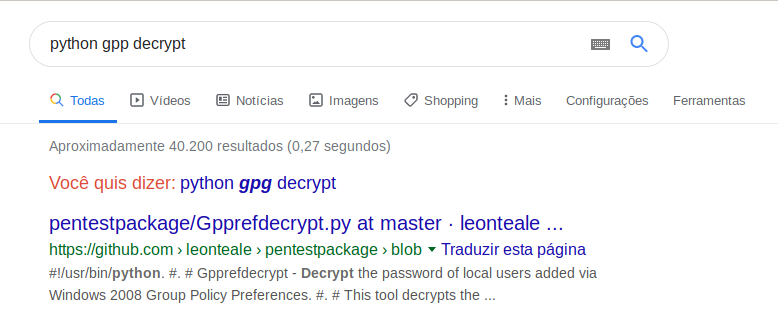 python gpp decrypt
Todas Vídeos Notícias Imagens Shopping Mais Configurações Ferramentas
Aproximadamente 40.200 resultados (0,27 segundos)
Você quis dizer: python gpg decrypt
pentestpackage/Gpprefdecrypt.py at master · leonteale ...
https://github.com › leonteale › pentestpackage › blob ▾ Traduzir esta página
#!/usr/bin/python. #. # Gpprefdecrypt - Decrypt the password of local users added via
Windows 2008 Group Policy Preferences. #. # This tool decrypts the ...